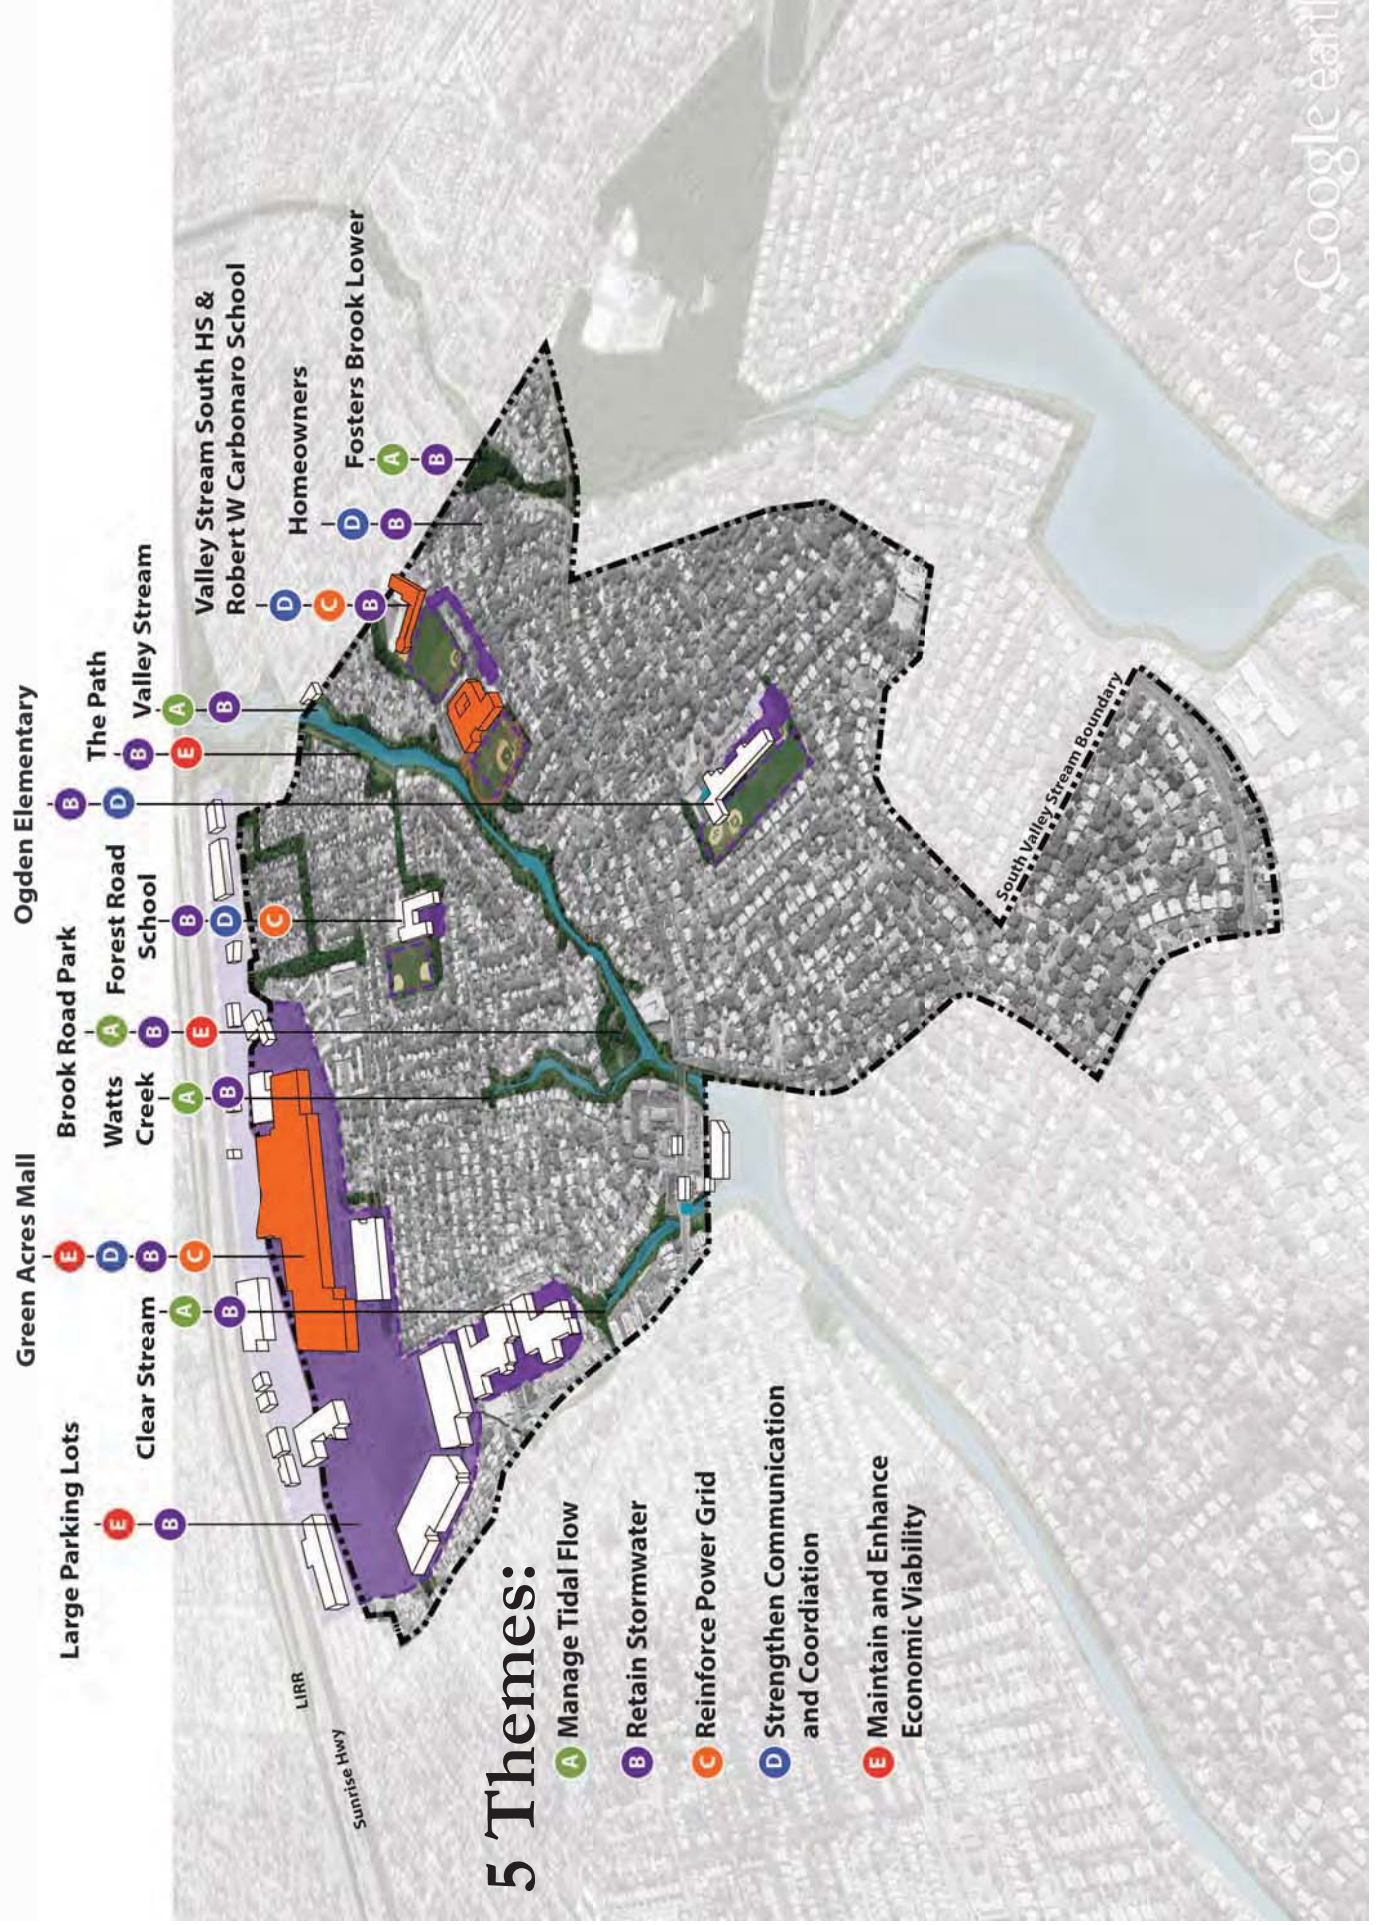 Large Parking Lots
E
B
Clear Stream
A
B
Green Acres Mall
E
D
B
C
Watts
Creek
A
B
Brook Road Park
A
B
E
Forest Road
School
B
D
C
Ogden Elementary
B
D
The Path
B
E
Valley Stream
A
B
Valley Stream South HS &
Robert W Carbonaro School
D
C
B
Homeowners
D
B
Fosters Brook Lower
A
B
LIRR
Sunrise Hwy
South Valley Stream Boundary
5 Themes:
A Manage Tidal Flow
B Retain Stormwater
C Reinforce Power Grid
D Strengthen Communication
and Coordiation
E Maintain and Enhance
Economic Viability
Google earth